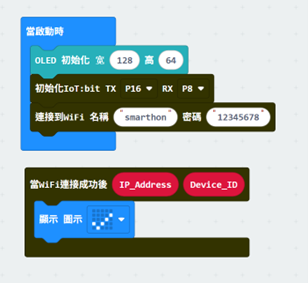 當啟動時
OLED 初始化 宽 128 高 64
初始化IoT:bit TX P16 RX P8
連接到WiFi 名稱 "smarthon" 密碼 "12345678"
當WiFi連接成功後 IP_Address Device_ID
顯示 圖示